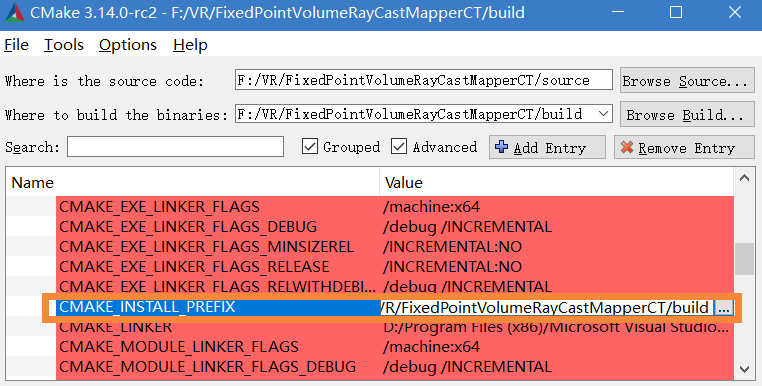 CMake 3.14.0-rc2 - F:/VR/FixedPointVolumeRayCastMapperCT/build
File Tools Options Help
Where is the source code: F:/VR/FixedPointVolumeRayCastMapperCT/source Browse Source...
Where to build the binaries: F:/VR/FixedPointVolumeRayCastMapperCT/build Browse Build...
Search: Grouped Advanced Add Entry Remove Entry
Name Value
CMAKE_EXE_LINKER_FLAGS /machine:x64
CMAKE_EXE_LINKER_FLAGS_DEBUG /debug /INCREMENTAL
CMAKE_EXE_LINKER_FLAGS_MINSIZEREL /INCREMENTAL:NO
CMAKE_EXE_LINKER_FLAGS_RELEASE /INCREMENTAL:NO
CMAKE_EXE_LINKER_FLAGS_RELWITHDEBI... /debug /INCREMENTAL
CMAKE_INSTALL_PREFIX /R/FixedPointVolumeRayCastMapperCT/build ...
CMAKE_LINKER D:/Program Files (x86)/Microsoft Visual Studio...
CMAKE_MODULE_LINKER_FLAGS /machine:x64
CMAKE_MODULE_LINKER_FLAGS_DEBUG /debug /INCREMENTAL